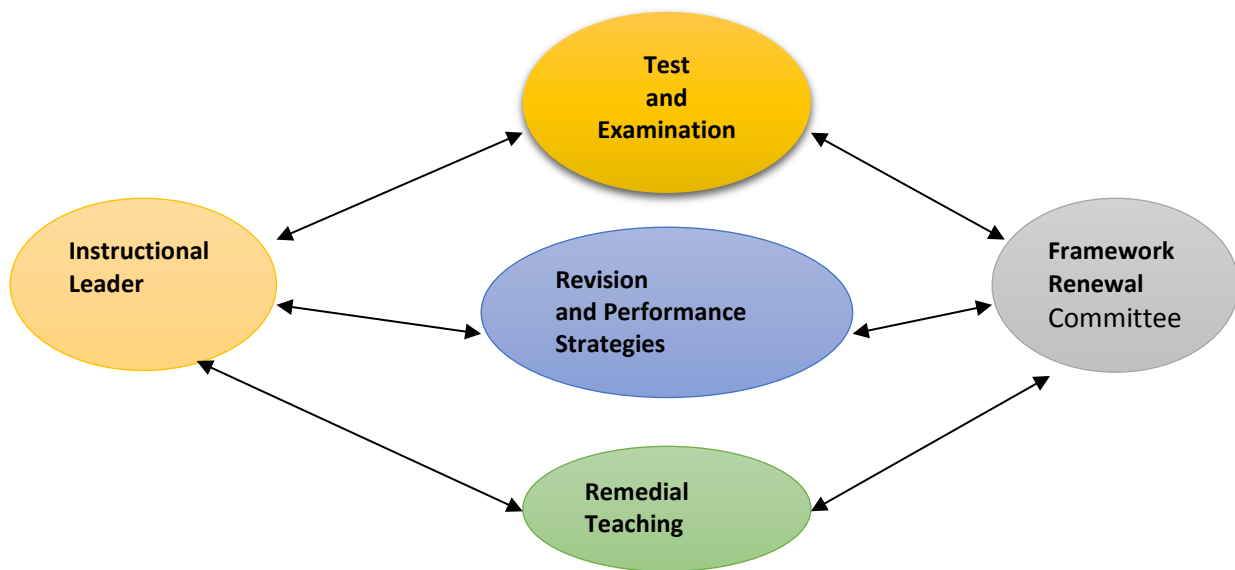 Test
and
Examination
Instructional
Leader
Revision
and Performance
Strategies
Framework
Renewal
Committee
Remedial
Teaching